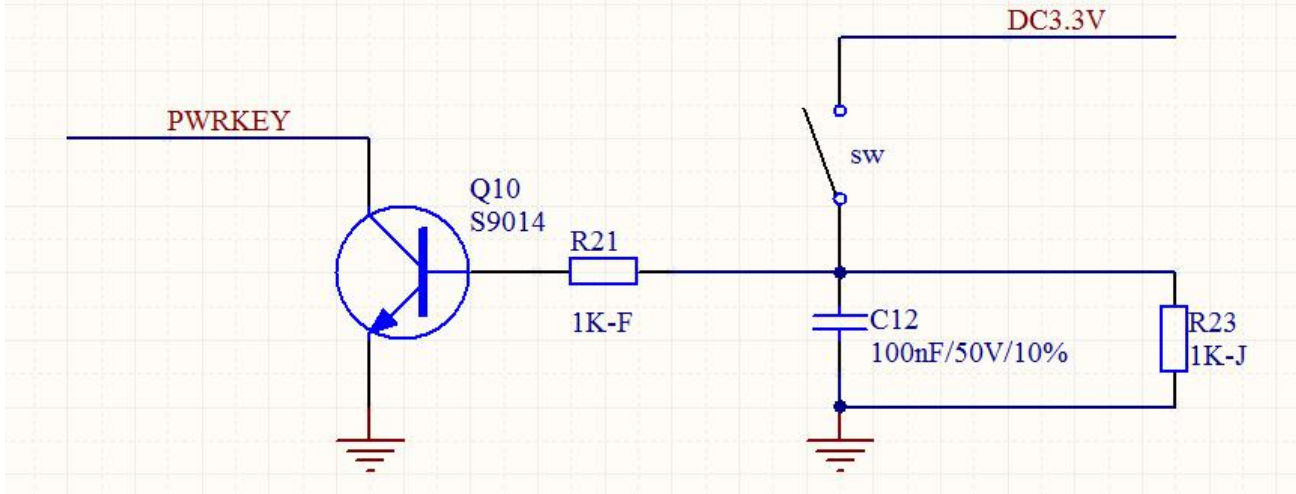 DC3.3V
PWRKEY
sw
Q10
S9014
R21
1K-F
C12
100nF/50V/10%
R23
1K-J